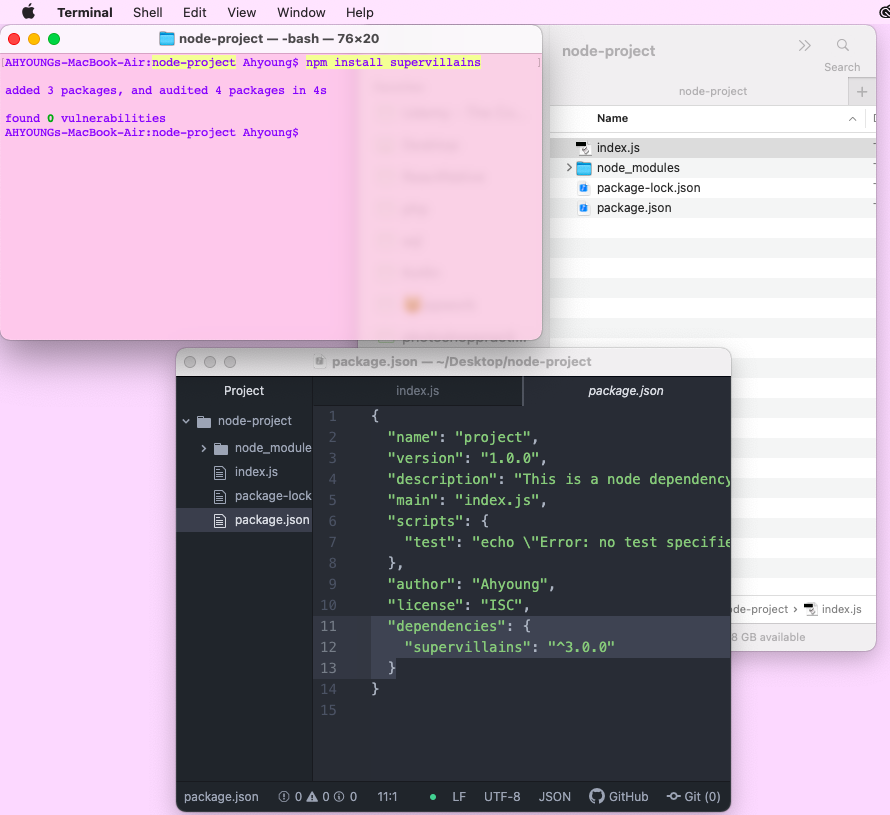 Terminal Shell Edit View Window Help
node-project — -bash — 76×20
AHYOUNGs-MacBook-Air:node-project Ahyoung$ npm install supervillains
added 3 packages, and audited 4 packages in 4s
found 0 vulnerabilities
AHYOUNGs-MacBook-Air:node-project Ahyoung$
node-project
Search
node-project
Name
index.js
node_modules
package-lock.json
package.json
node-project › index.js
8 GB available
package.json — ~/Desktop/node-project
Project
node-project
node_module
index.js
package-lock
package.json
index.js
package.json
1 {
2 "name": "project",
3 "version": "1.0.0",
4 "description": "This is a node dependency
5 "main": "index.js",
6 "scripts": {
7 "test": "echo \"Error: no test specifie
8 },
9 "author": "Ahyoung",
10 "license": "ISC",
11 "dependencies": {
12 "supervillains": "^3.0.0"
13 }
14 }
15
package.json 0 0 0 11:1 LF UTF-8 JSON GitHub Git (0)